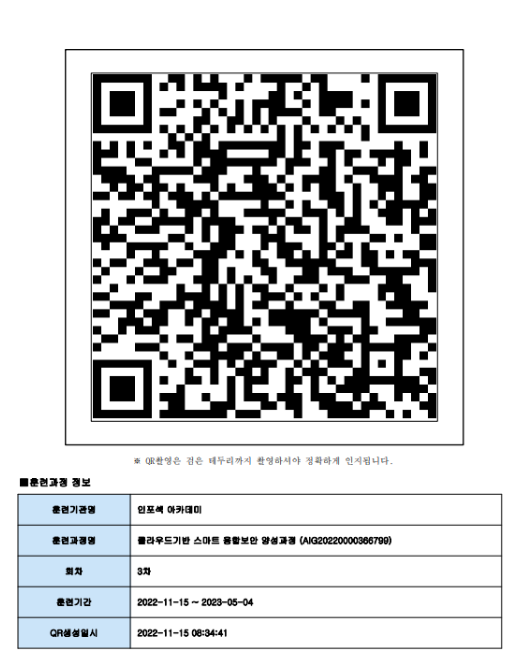 ※ QR촬영은 검은 테두리까지 촬영하셔야 정확하게 인지됩니다.
■훈련과정 정보
훈련기관명 인포섹 아카데미
훈련과정명 클라우드기반 스마트 융합보안 양성과정 (AIG20220000366799)
회차 3차
훈련기간 2022-11-15 ~ 2023-05-04
QR생성일시 2022-11-15 08:34:41